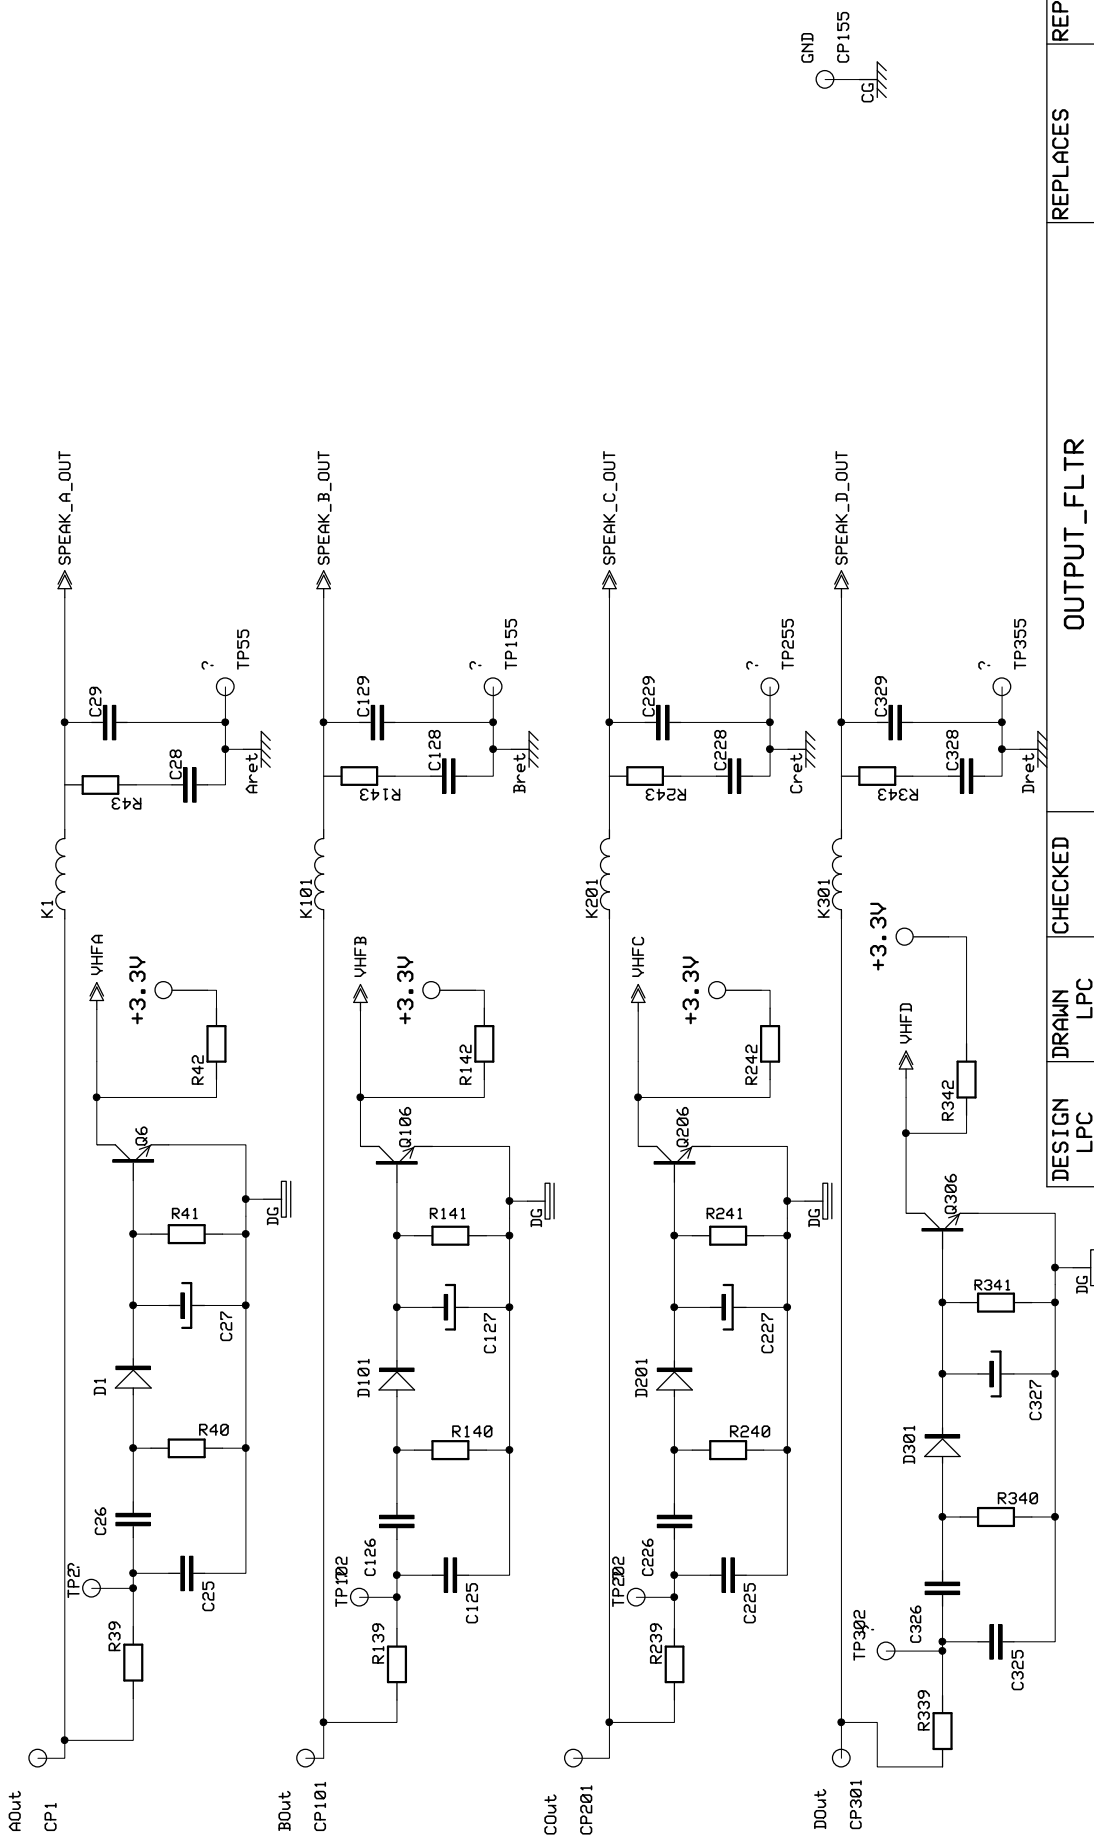 AOut
CP1
R39
TP2
?
C25
C26
R40
D1
C27
R41
Q6
DG
VHFA
+3.3V
R42
K1
R43
C28
C29
Aret
?
TP55
SPEAK_A_OUT
BOut
CP101
R139
TP102
C125
C126
R140
D101
C127
R141
Q106
DG
VHFB
+3.3V
R142
K101
R143
C128
C129
Bret
?
TP155
SPEAK_B_OUT
COut
CP201
R239
TP202
C225
C226
R240
D201
C227
R241
Q206
DG
VHFC
+3.3V
R242
K201
R243
C228
C229
Cret
?
TP255
SPEAK_C_OUT
DOut
CP301
R339
TP302
C325
C326
R340
D301
C327
R341
Q306
DG
VHFD
+3.3V
R342
K301
R343
C328
C329
Dret
?
TP355
SPEAK_D_OUT
GND
CP155
CG
DESIGN
LPC
DRAWN
LPC
CHECKED
OUTPUT_FLTR
REPLACES
REP